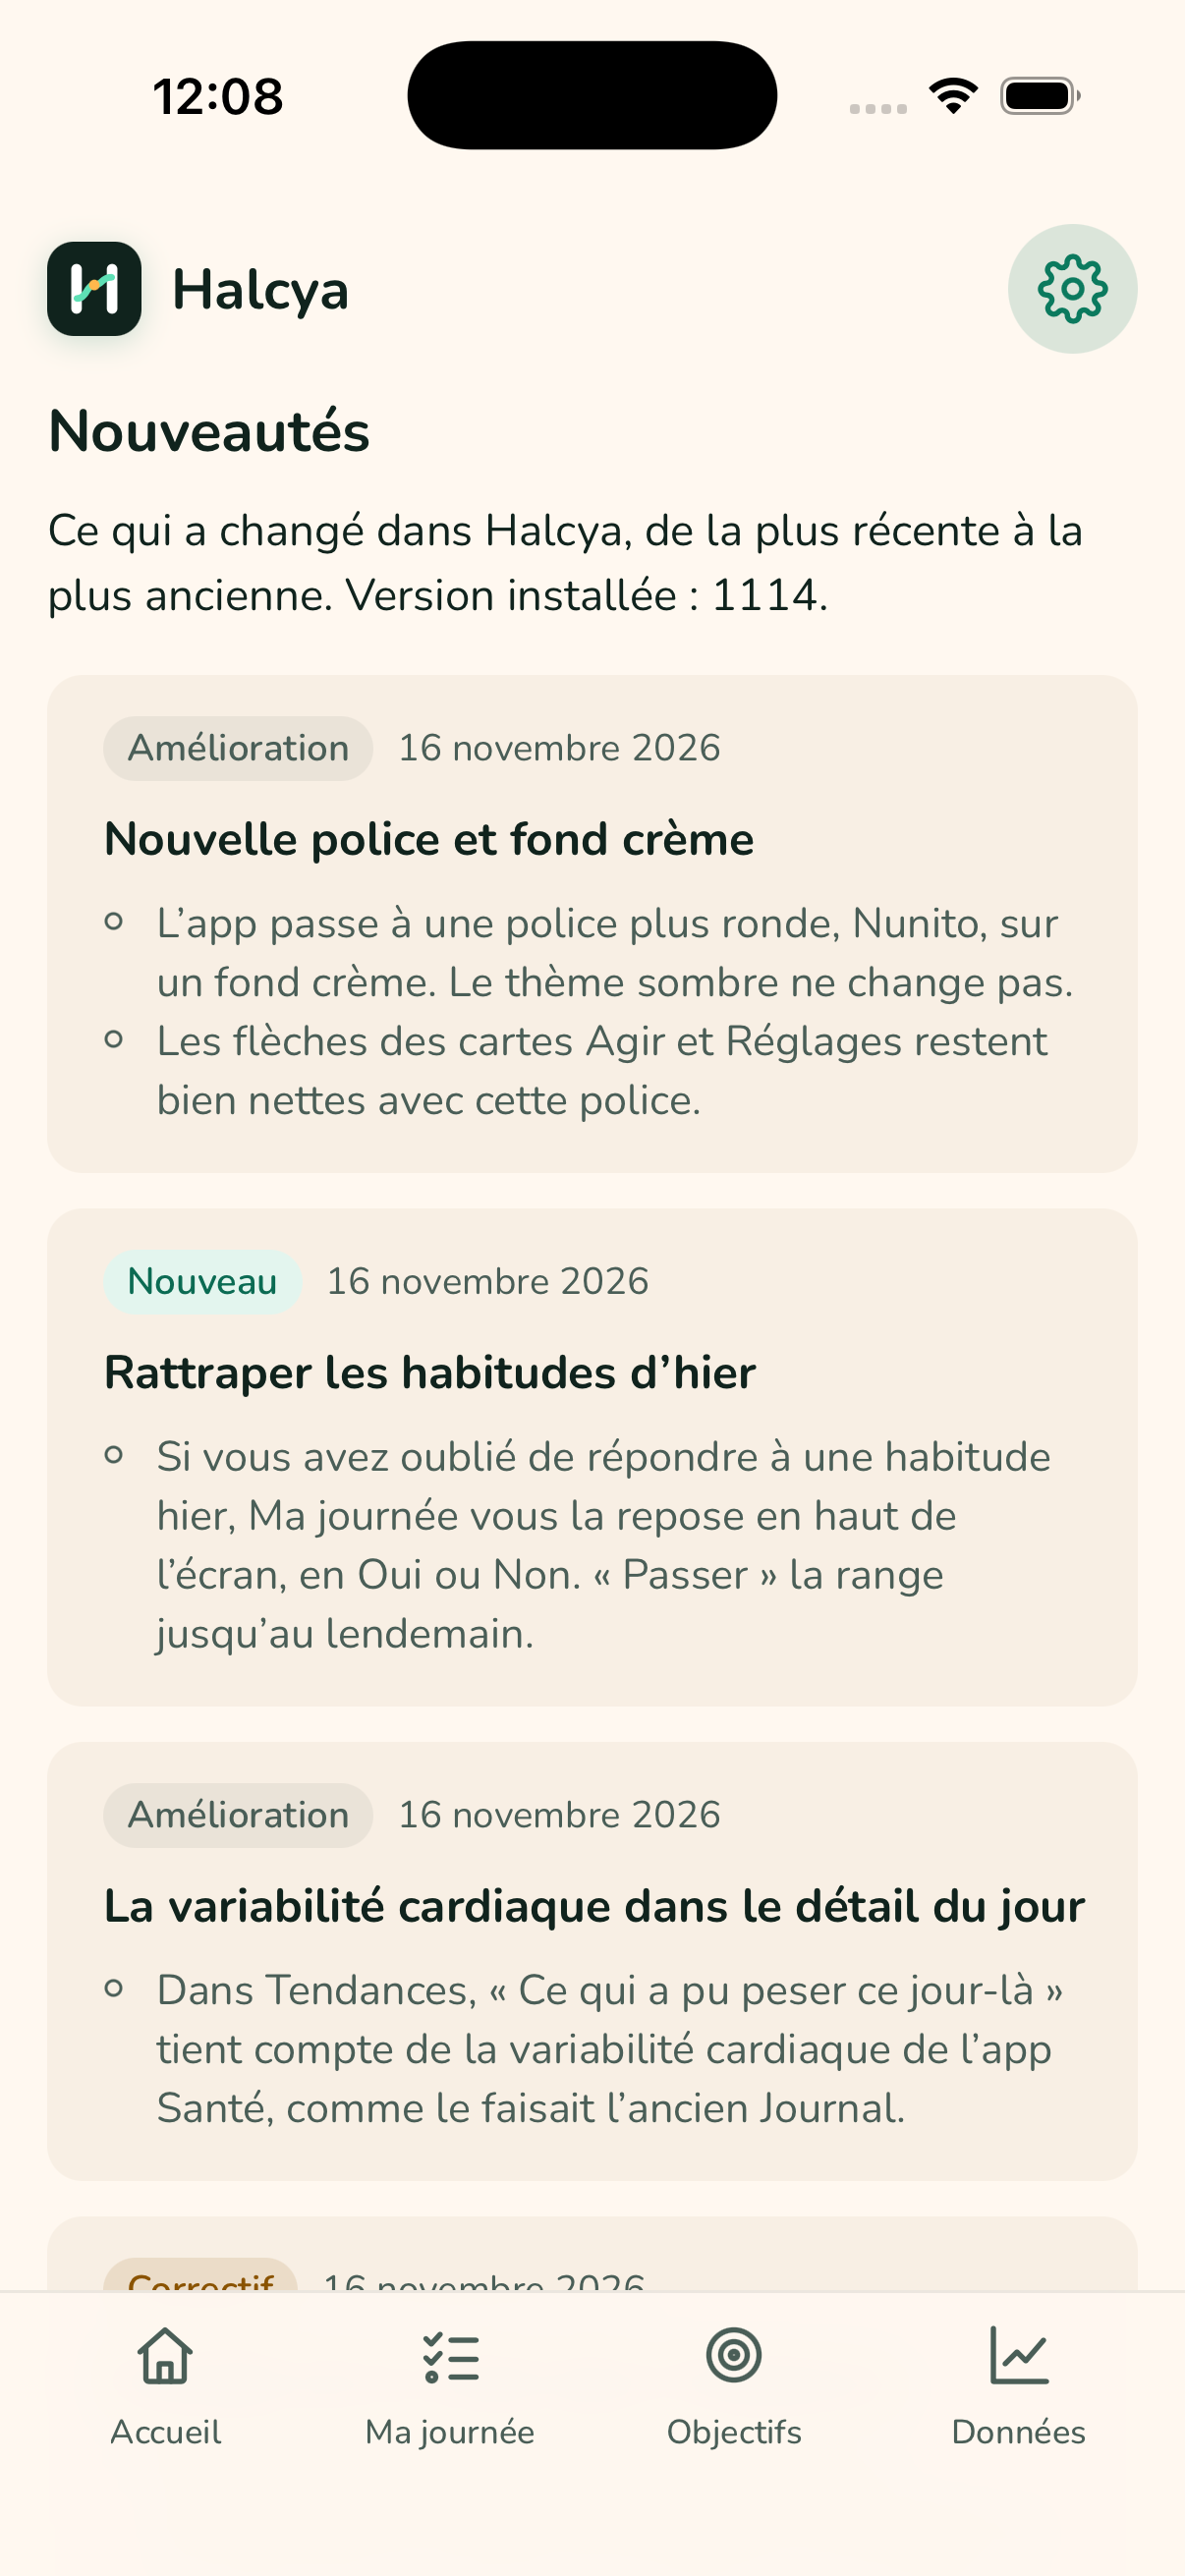 12:08
Halcya
Nouveautés
Ce qui a changé dans Halcya, de la plus récente à la
plus ancienne. Version installée : 1114.
Amélioration 16 novembre 2026
Nouvelle police et fond crème
L’app passe à une police plus ronde, Nunito, sur
un fond crème. Le thème sombre ne change pas.
Les flèches des cartes Agir et Réglages restent
bien nettes avec cette police.
Nouveau 16 novembre 2026
Rattraper les habitudes d’hier
Si vous avez oublié de répondre à une habitude
hier, Ma journée vous la repose en haut de
l’écran, en Oui ou Non. « Passer » la range
jusqu’au lendemain.
Amélioration 16 novembre 2026
La variabilité cardiaque dans le détail du jour
Dans Tendances, « Ce qui a pu peser ce jour-là »
tient compte de la variabilité cardiaque de l’app
Santé, comme le faisait l’ancien Journal.
Correctif 16 novembre 2026
Accueil
Ma journée
Objectifs
Données